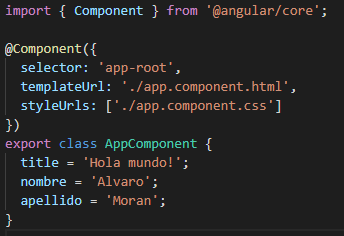 import { Component } from '@angular/core';

@Component({
  selector: 'app-root',
  templateUrl: './app.component.html',
  styleUrls: ['./app.component.css']
})
export class AppComponent {
  title = 'Hola mundo!';
  nombre = 'Alvaro';
  apellido = 'Moran';
}